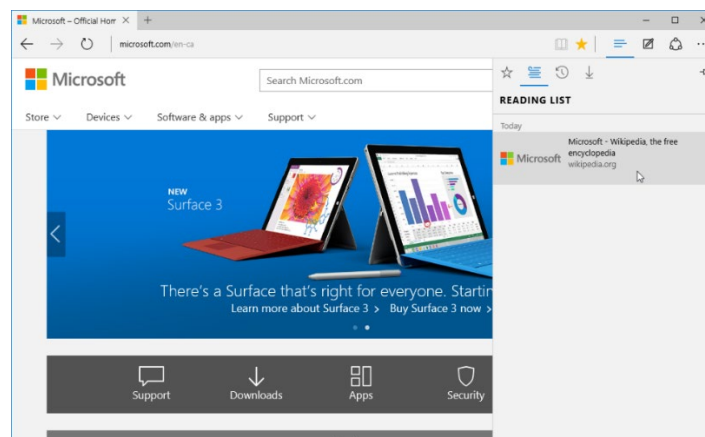 Microsoft – Official Hom
microsoft.com/en-ca
Microsoft
Search Microsoft.com
Store
Devices
Software & apps
Support
READING LIST
Today
Microsoft
Microsoft - Wikipedia, the free
encyclopedia
wikipedia.org
NEW
Surface 3
There's a Surface that's right for everyone. Startin
Learn more about Surface 3 >
Buy Surface 3 now >
Support
Downloads
Apps
Security